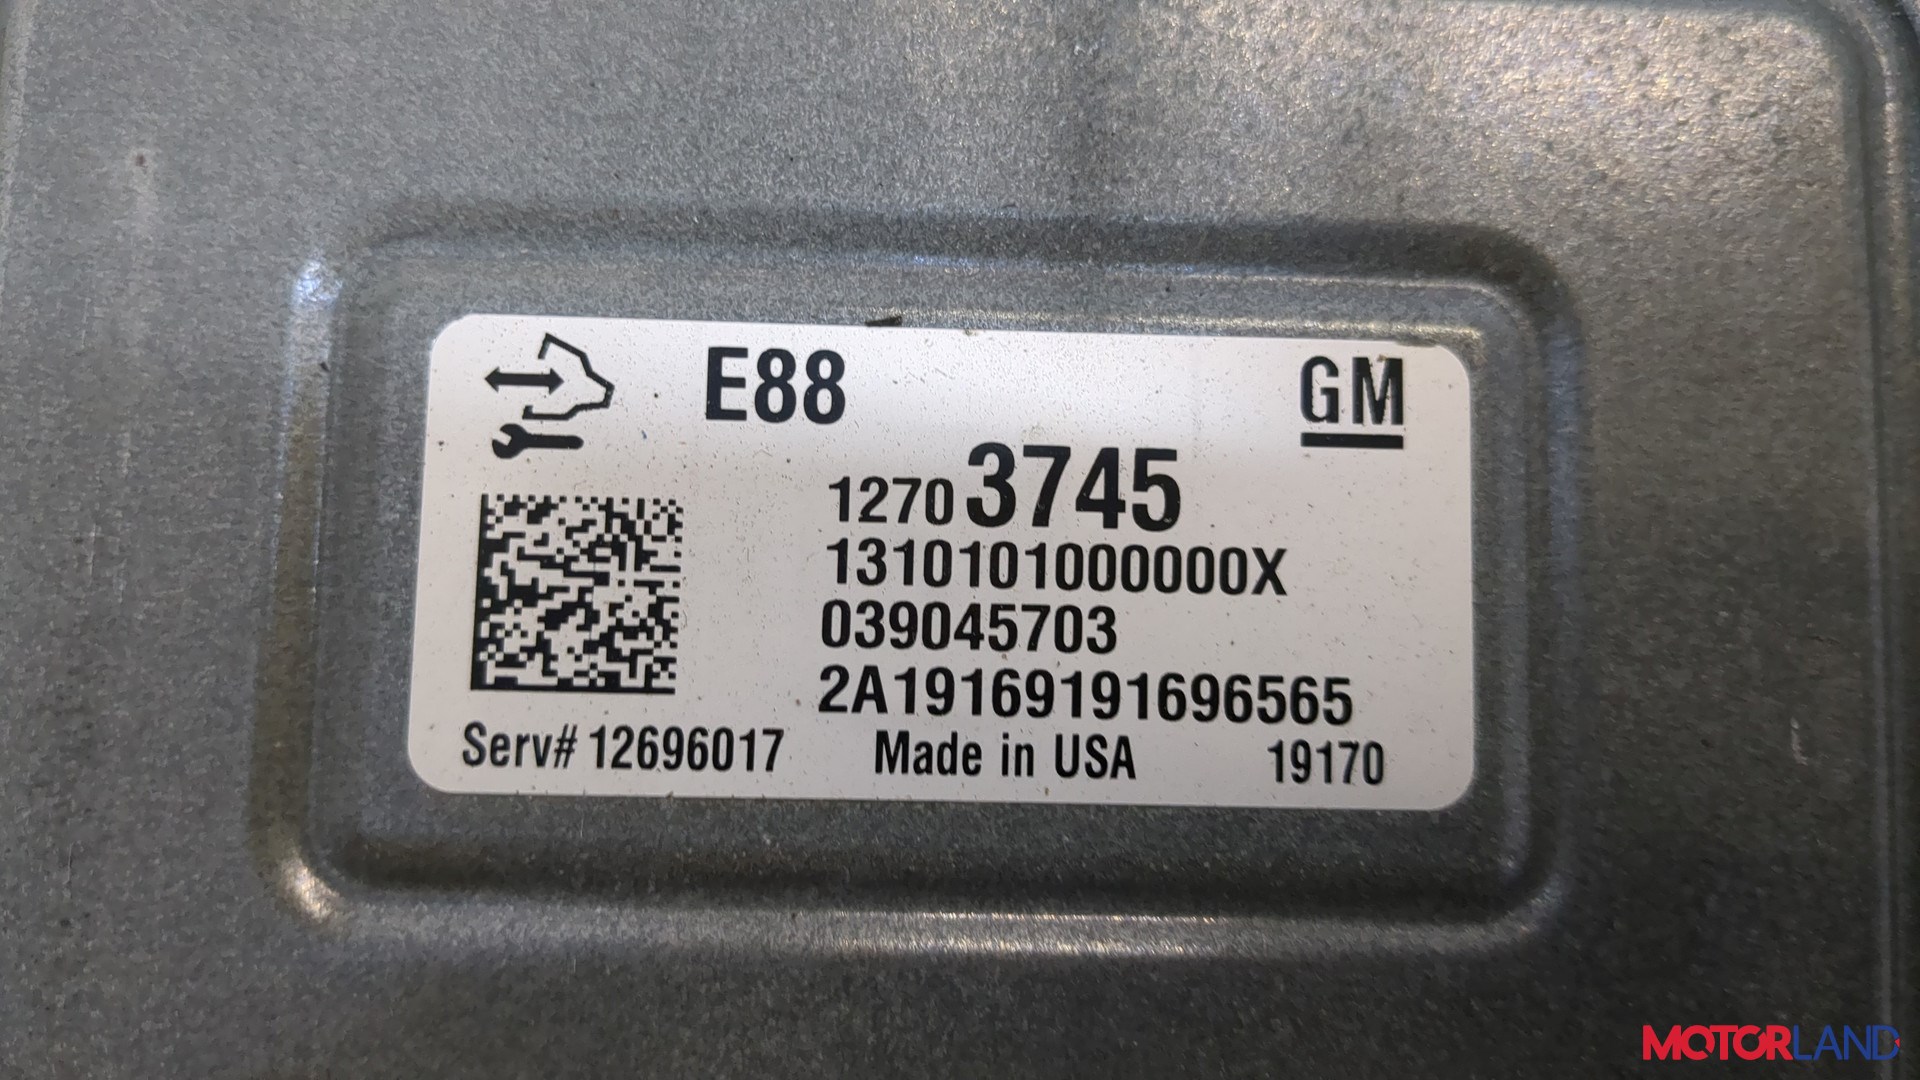 E88 GM
12703745
1310101000000X
039045703
2A19169191696565
Serv# 12696017 Made in USA 19170
MOTORLAND